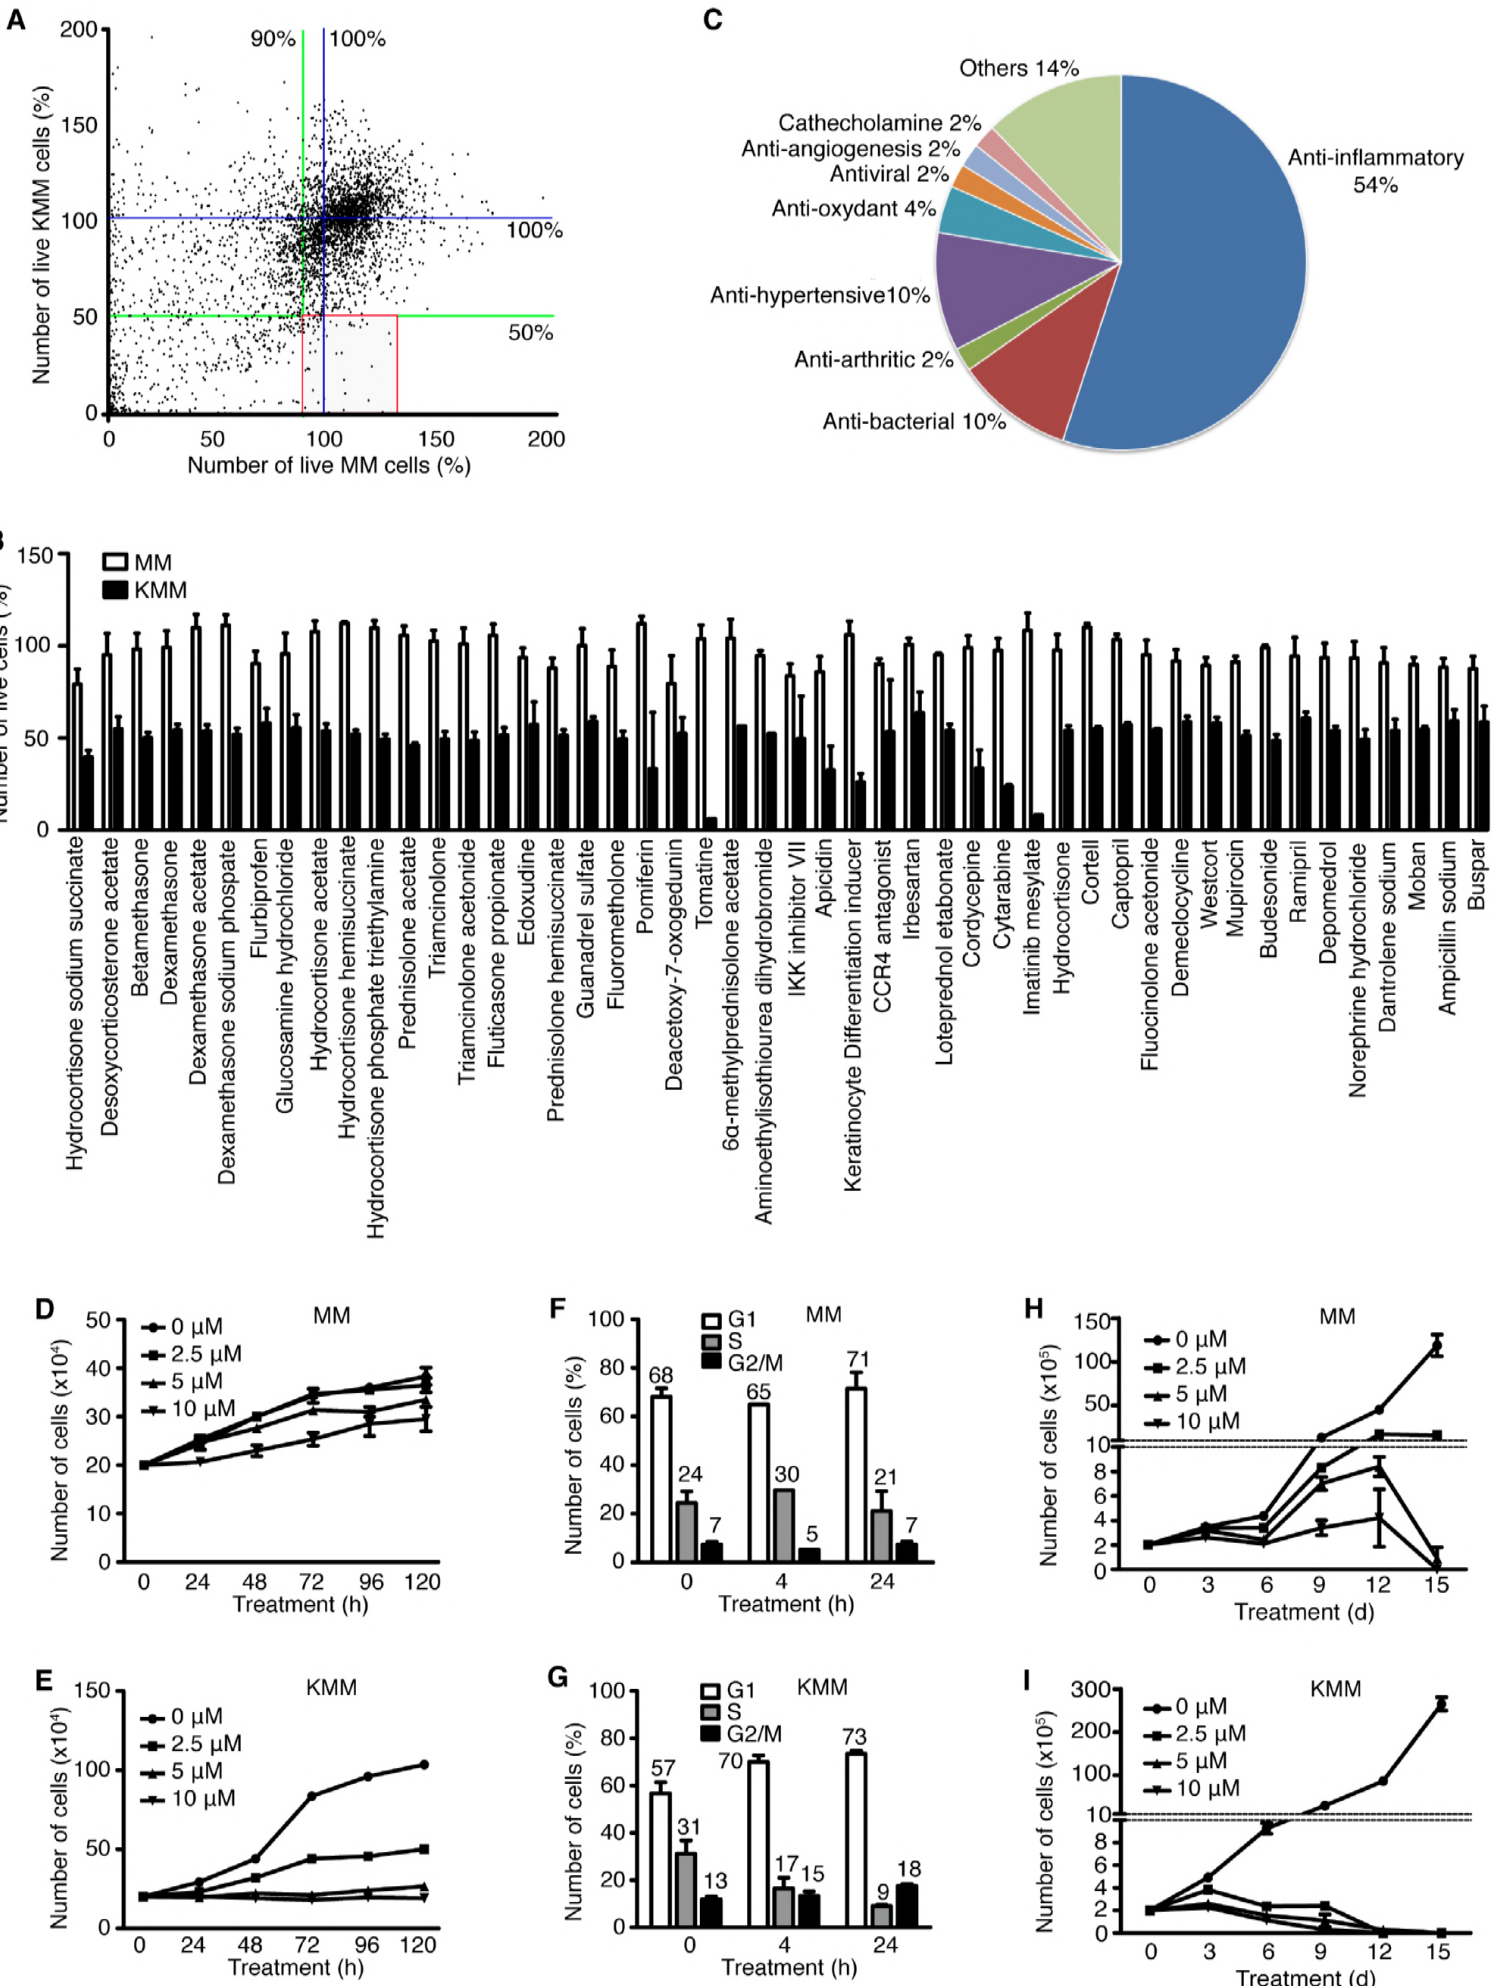 A
200
150
100
50
0
90%
100%
100%
50%
0
50
100
150
200
Number of live KMM cells (%)
Number of live MM cells (%)
C
Others 14%
Cathecholamine 2%
Anti-angiogenesis 2%
Antiviral 2%
Anti-oxydant 4%
Anti-hypertensive10%
Anti-arthritic 2%
Anti-bacterial 10%
Anti-inflammatory
54%
150
100
50
0
MM
KMM
Number of live cells (%)
Hydrocortisone sodium succinate
Desoxycorticosterone acetate
Betamethasone
Dexamethasone
Dexamethasone acetate
Dexamethasone sodium phospate
Flurbiprofen
Glucosamine hydrochloride
Hydrocortisone acetate
Hydrocortisone hemisuccinate
Hydrocortisone phosphate triethylamine
Prednisolone acetate
Triamcinolone
Triamcinolone acetonide
Fluticasone propionate
Edoxudine
Prednisolone hemisuccinate
Guanadrel sulfate
Fluorometholone
Pomiferin
Deacetoxy-7-oxogedunin
Tomatine
6α-methylprednisolone acetate
Aminoethylisothiourea dihydrobromide
IKK inhibitor VII
Apicidin
Keratinocyte Differentiation inducer
CCR4 antagonist
Irbesartan
Loteprednol etabonate
Cordycepine
Cytarabine
Imatinib mesylate
Hydrocortisone
Cortell
Captopril
Fluocinolone acetonide
Demeclocycline
Westcort
Mupirocin
Budesonide
Ramipril
Depomedrol
Norephrine hydrochloride
Dantrolene sodium
Moban
Ampicillin sodium
Buspar
D
MM
50
40
30
20
10
0
0 µM
2.5 µM
5 µM
10 µM
Number of cells (x10⁴)
0 24 48 72 96 120
Treatment (h)
F
MM
100
80
60
40
20
0
G1
S
G2/M
68
24
7
65
30
5
71
21
7
Number of cells (%)
0 4 24
Treatment (h)
H
MM
150
100
50
10
10
8
6
4
2
0
0 µM
2.5 µM
5 µM
10 µM
Number of cells (x10⁵)
0 3 6 9 12 15
Treatment (d)
E
KMM
150
100
50
0
0 µM
2.5 µM
5 µM
10 µM
Number of cells (x10⁴)
0 24 48 72 96 120
Treatment (h)
G
KMM
100
80
60
40
20
0
G1
S
G2/M
57
31
13
70
17
15
73
9
18
Number of cells (%)
0 4 24
Treatment (h)
I
KMM
300
200
100
10
8
6
4
2
0
0 µM
2.5 µM
5 µM
10 µM
Number of cells (x10⁵)
0 3 6 9 12 15
Treatment (d)